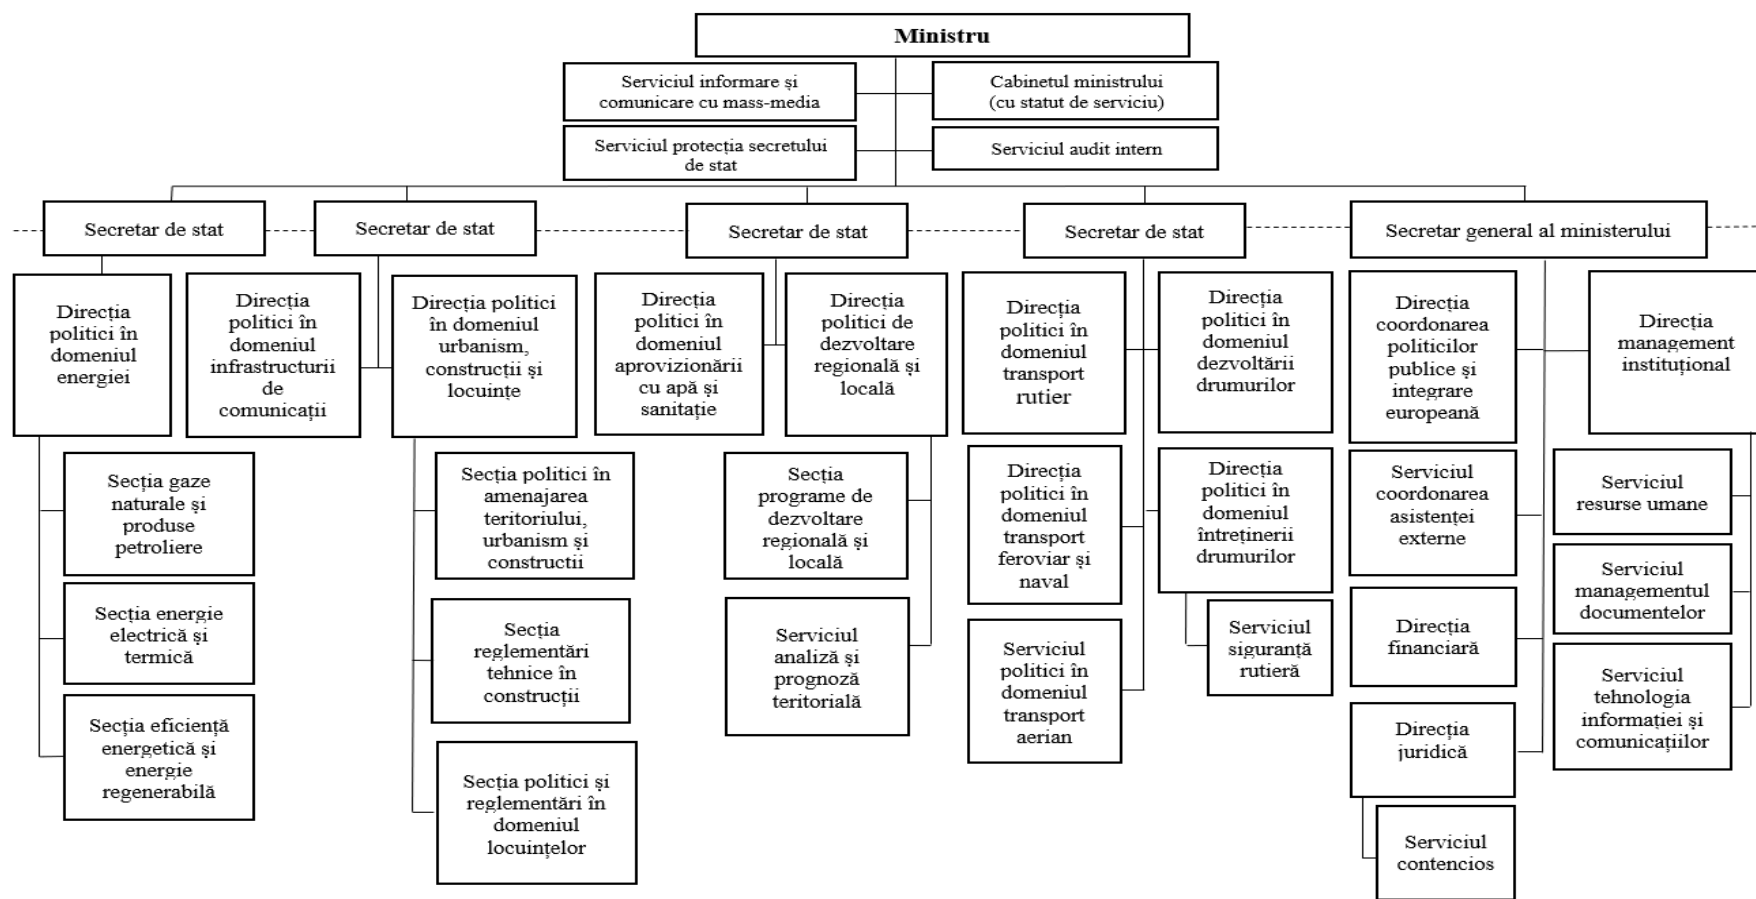 Ministru
Serviciul informare și
comunicare cu mass-media
Cabinetul ministrului
(cu statut de serviciu)
Serviciul protecția secretului
de stat
Serviciul audit intern
Secretar de stat
Secretar de stat
Secretar de stat
Secretar de stat
Secretar general al ministerului
Direcția
politici în
domeniul
energiei
Direcția
politici în
domeniul
infrastructurii
de
comunicații
Direcția politici
în domeniul
urbanism,
construcții și
locuințe
Direcția
politici în
domeniul
aprovizionării
cu apă și
sanitație
Direcția
politici de
dezvoltare
regională și
locală
Direcția
politici în
domeniul
transport
rutier
Direcția
politici în
domeniul
dezvoltării
drumurilor
Direcția
coordonarea
politicilor
publice și
integrare
europeană
Direcția
management
instituțional
Secția gaze
naturale și
produse
petroliere
Secția politici în
amenajarea
teritoriului,
urbanism și
constructii
Secția
programe de
dezvoltare
regională și
locală
Direcția
politici în
domeniul
transport
feroviar și
naval
Direcția
politici în
domeniul
întreținerii
drumurilor
Serviciul
coordonarea
asistenței
externe
Serviciul
resurse umane
Serviciul
managementul
documentelor
Secția energie
electrică și
termică
Secția
reglementări
tehnice în
construcții
Serviciul
analiză și
prognoză
teritorială
Serviciul
politici în
domeniul
transport
aerian
Serviciul
siguranță
rutieră
Direcția
financiară
Serviciul
tehnologia
informației și
comunicațiilor
Secția eficiență
energetică și
energie
regenerabilă
Secția politici și
reglementări în
domeniul
locuințelor
Direcția
juridică
Serviciul
contencios